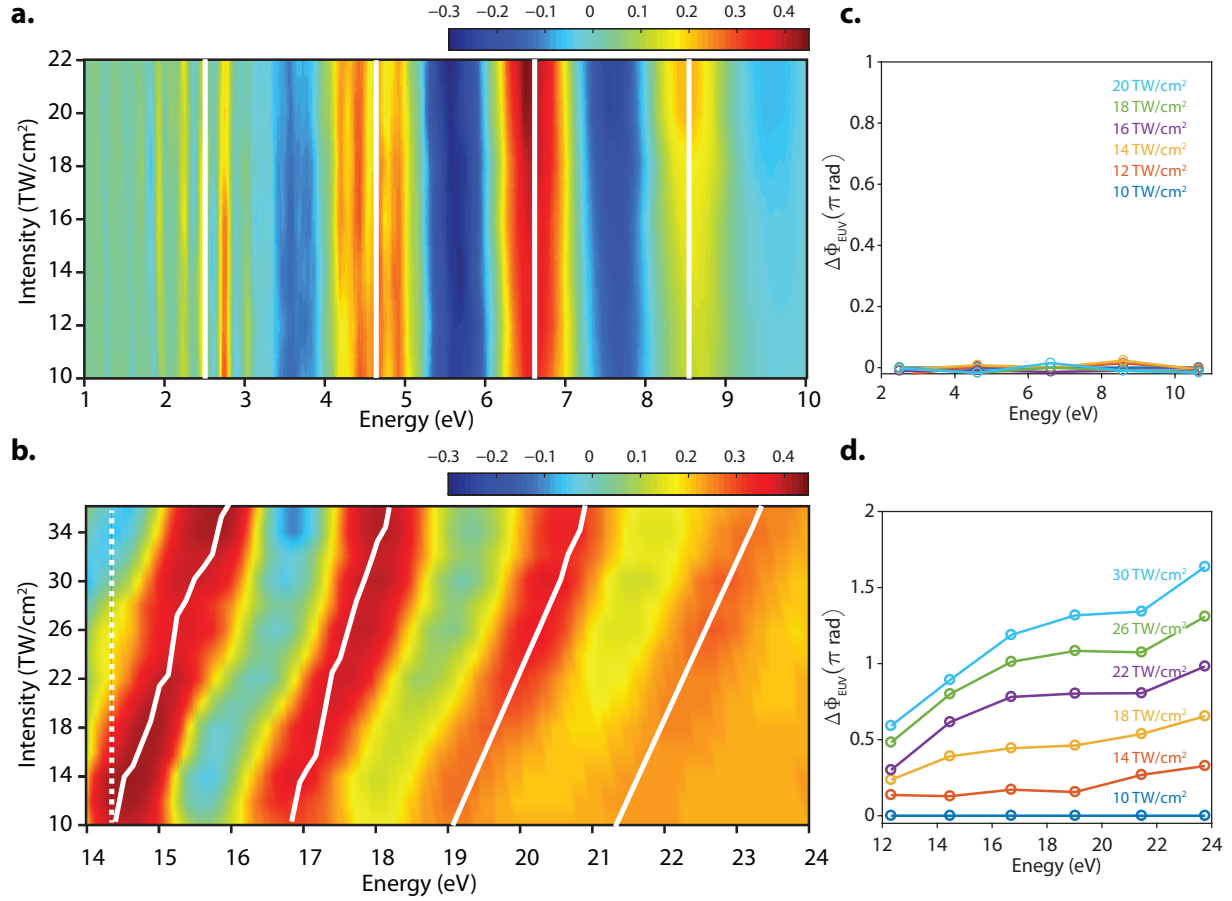 a.
−0.3 −0.2 −0.1 0 0.1 0.2 0.3 0.4
Intensity (TW/cm²)
22
20
18
16
14
12
10
1 2 3 4 5 6 7 8 9 10
Energy (eV)
c.
ΔΦEUV(π rad)
1
0.8
0.6
0.4
0.2
0
20 TW/cm²
18 TW/cm²
16 TW/cm²
14 TW/cm²
12 TW/cm²
10 TW/cm²
2 4 6 8 10
Enegy (eV)
b.
−0.3 −0.2 −0.1 0 0.1 0.2 0.3 0.4
Intensity (TW/cm²)
34
30
26
22
18
14
10
14 15 16 17 18 19 20 21 22 23 24
Energy (eV)
d.
ΔΦEUV(π rad)
2
1.5
1
0.5
0
30 TW/cm²
26 TW/cm²
22 TW/cm²
18 TW/cm²
14 TW/cm²
10 TW/cm²
12 14 16 18 20 22 24
Enegy (eV)